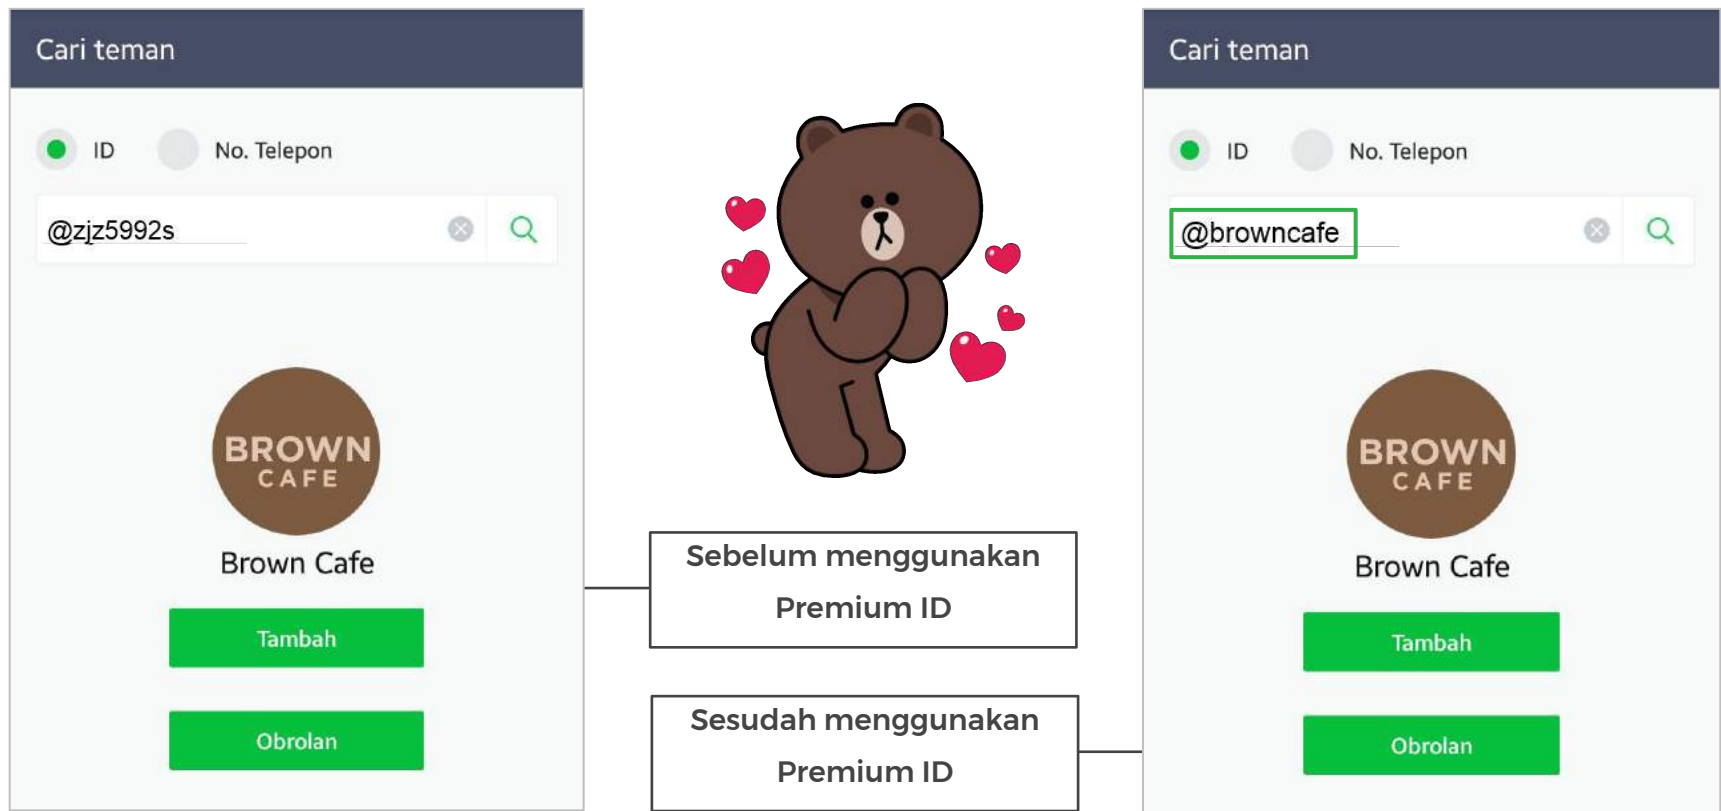 Cari teman
ID No. Telepon
@zjz5992s
BROWN
CAFE
Brown Cafe
Tambah
Obrolan
Sebelum menggunakan
Premium ID
Sesudah menggunakan
Premium ID
Cari teman
ID No. Telepon
@browncafe
BROWN
CAFE
Brown Cafe
Tambah
Obrolan